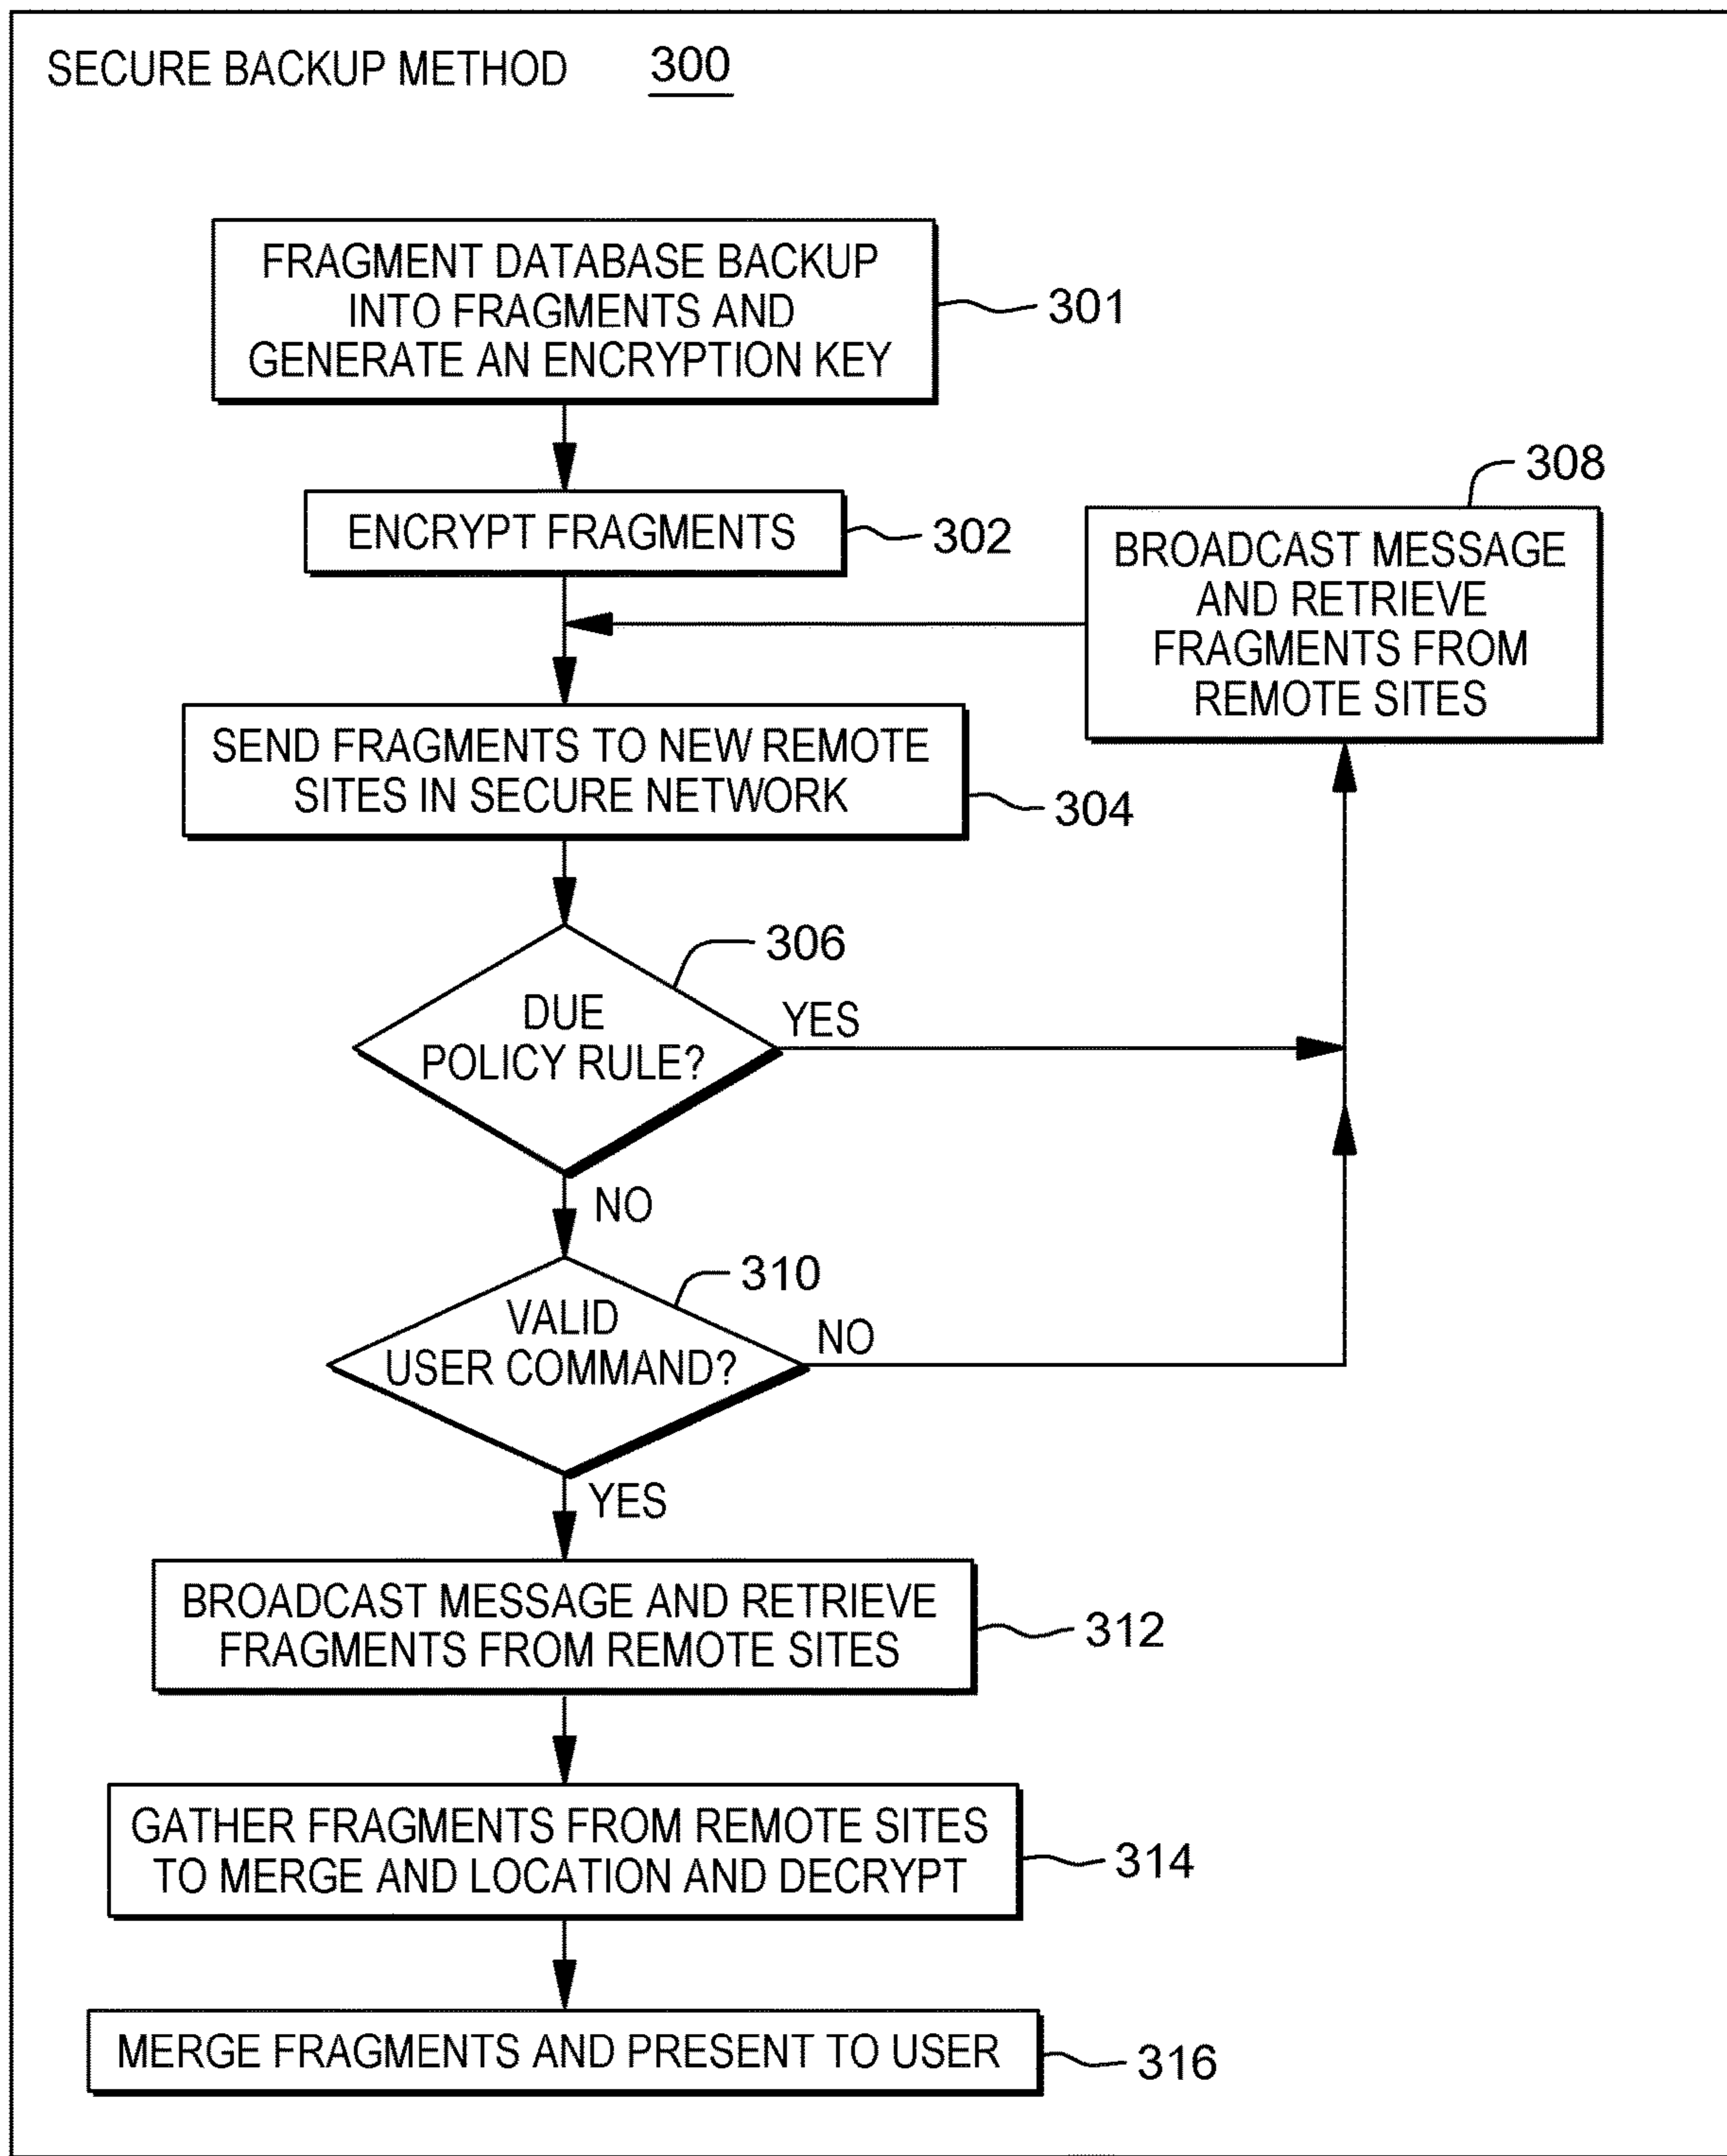 SECURE BACKUP METHOD 300
FRAGMENT DATABASE BACKUP
INTO FRAGMENTS AND
GENERATE AN ENCRYPTION KEY
301
ENCRYPT FRAGMENTS
302
308
BROADCAST MESSAGE
AND RETRIEVE
FRAGMENTS FROM
REMOTE SITES
SEND FRAGMENTS TO NEW REMOTE
SITES IN SECURE NETWORK
304
306
DUE
POLICY RULE?
YES
NO
310
VALID
USER COMMAND?
NO
YES
BROADCAST MESSAGE AND RETRIEVE
FRAGMENTS FROM REMOTE SITES
312
GATHER FRAGMENTS FROM REMOTE SITES
TO MERGE AND LOCATION AND DECRYPT
314
MERGE FRAGMENTS AND PRESENT TO USER
316